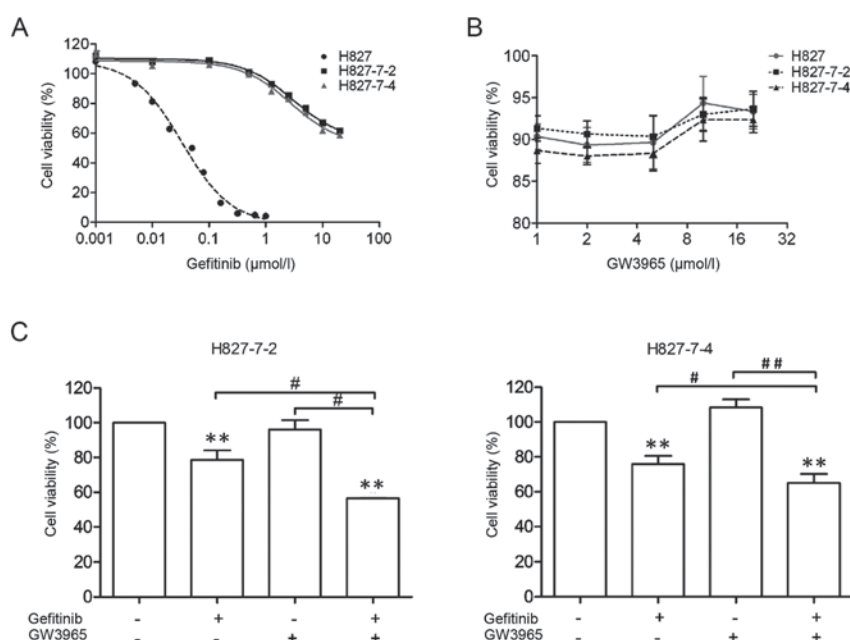 A
120
100
80
60
40
20
0
Cell viability (%)
0.001 0.01 0.1 1 10 100
Gefitinib (µmol/l)
H827
H827-7-2
H827-7-4
B
100
95
90
85
80
Cell viability (%)
1 2 4 8 16 32
GW3965 (µmol/l)
H827
H827-7-2
H827-7-4
C
H827-7-2
120
100
80
60
40
20
0
Cell viability (%)
#
#
**
**
Gefitinib - + - +
GW3965 - - + +
H827-7-4
120
100
80
60
40
20
0
Cell viability (%)
# #
#
**
**
Gefitinib - + - +
GW3965 - - + +